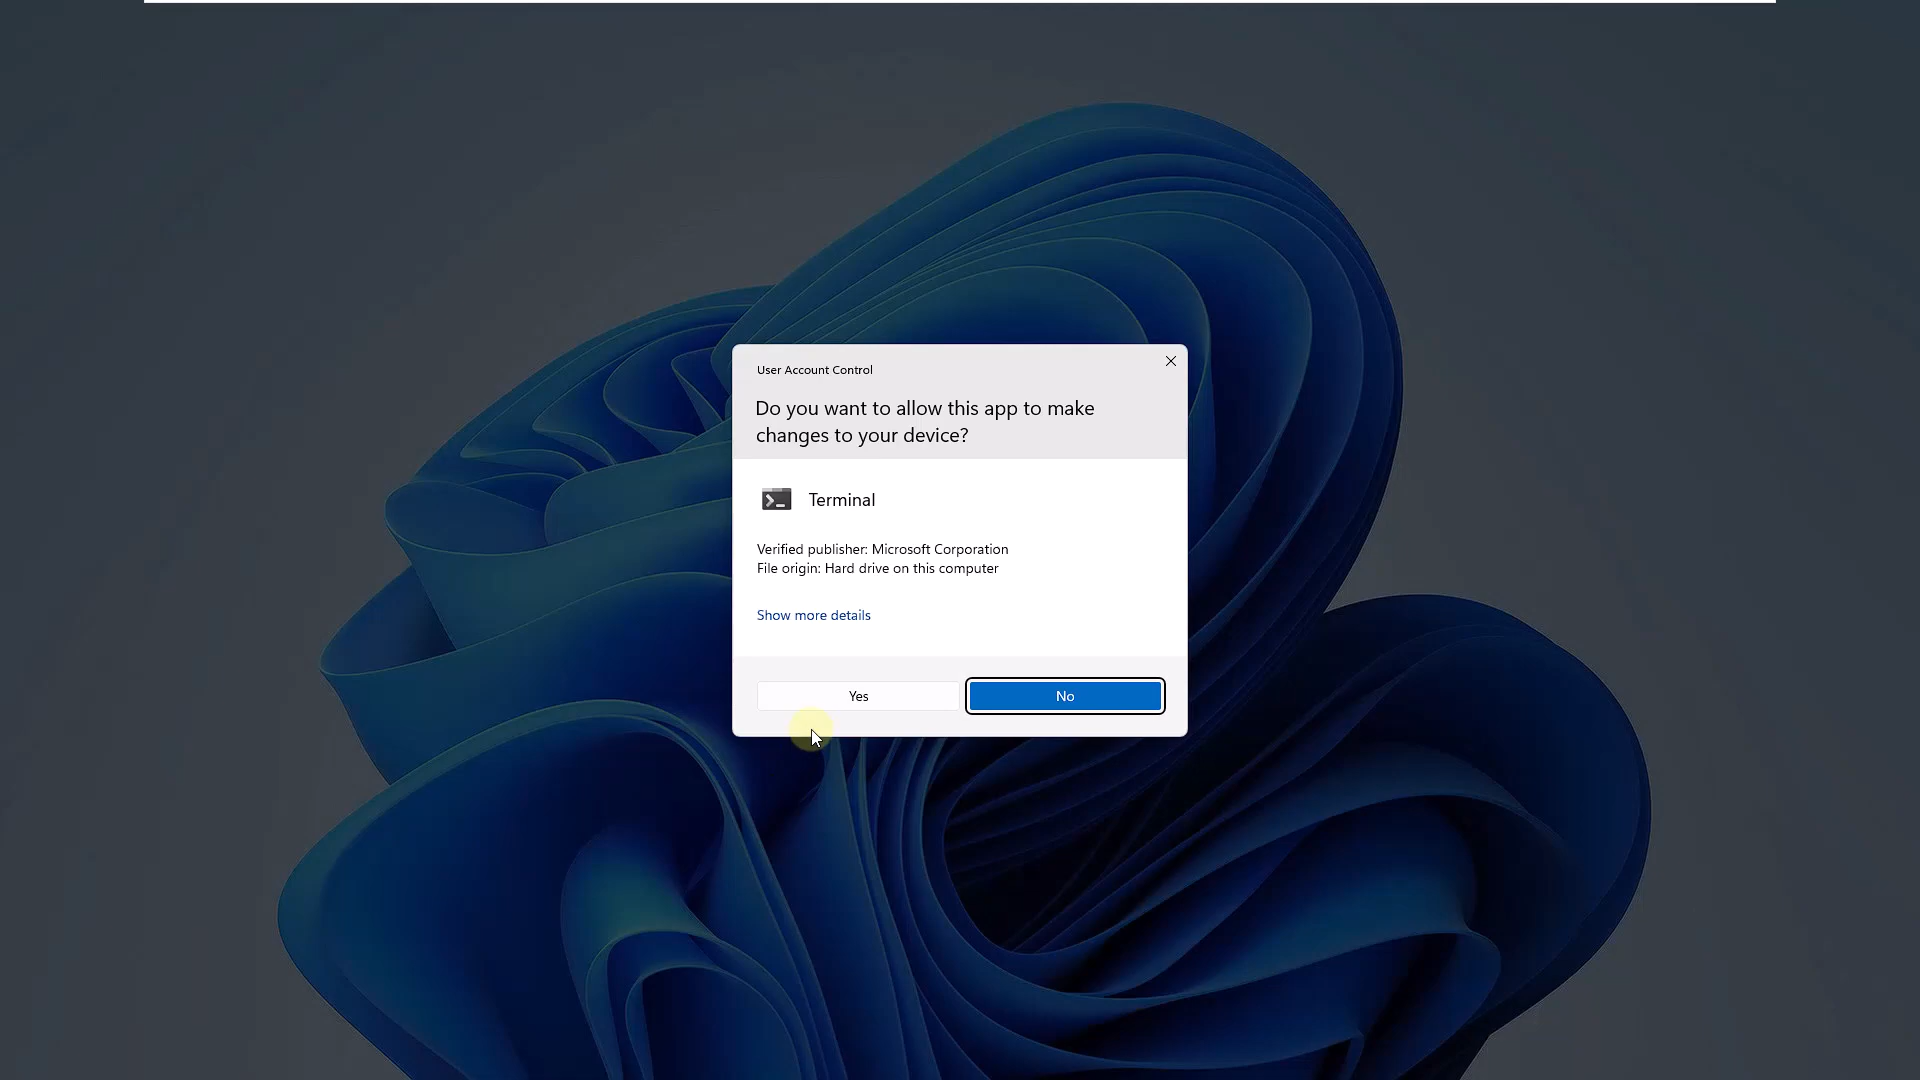 User Account Control
Do you want to allow this app to make
changes to your device?
Terminal
Verified publisher: Microsoft Corporation
File origin: Hard drive on this computer
Show more details
Yes
No